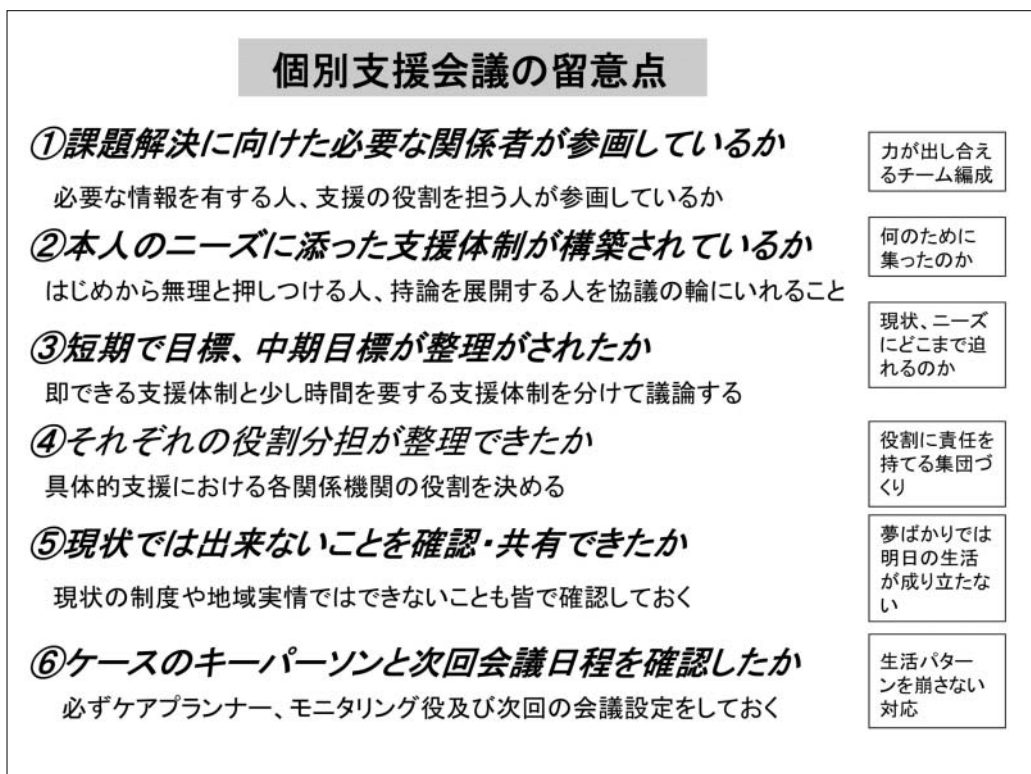 個別支援会議の留意点
①課題解決に向けた必要な関係者が参画しているか
必要な情報を有する人、支援の役割を担う人が参画しているか
力が出し合え
るチーム編成
②本人のニーズに添った支援体制が構築されているか
はじめから無理と押しつける人、持論を展開する人を協議の輪にいれること
何のために
集ったのか
③短期で目標、中期目標が整理がされたか
即できる支援体制と少し時間を要する支援体制を分けて議論する
現状、ニーズ
にどこまで迫
れるのか
④それぞれの役割分担が整理できたか
具体的支援における各関係機関の役割を決める
役割に責任を
持てる集団づ
くり
⑤現状では出来ないことを確認・共有できたか
現状の制度や地域実情ではできないことも皆で確認しておく
夢ばかりでは
明日の生活
が成り立たな
い
⑥ケースのキーパーソンと次回会議日程を確認したか
必ずケアプランナー、モニタリング役及び次回の会議設定をしておく
生活パター
ンを崩さない
対応